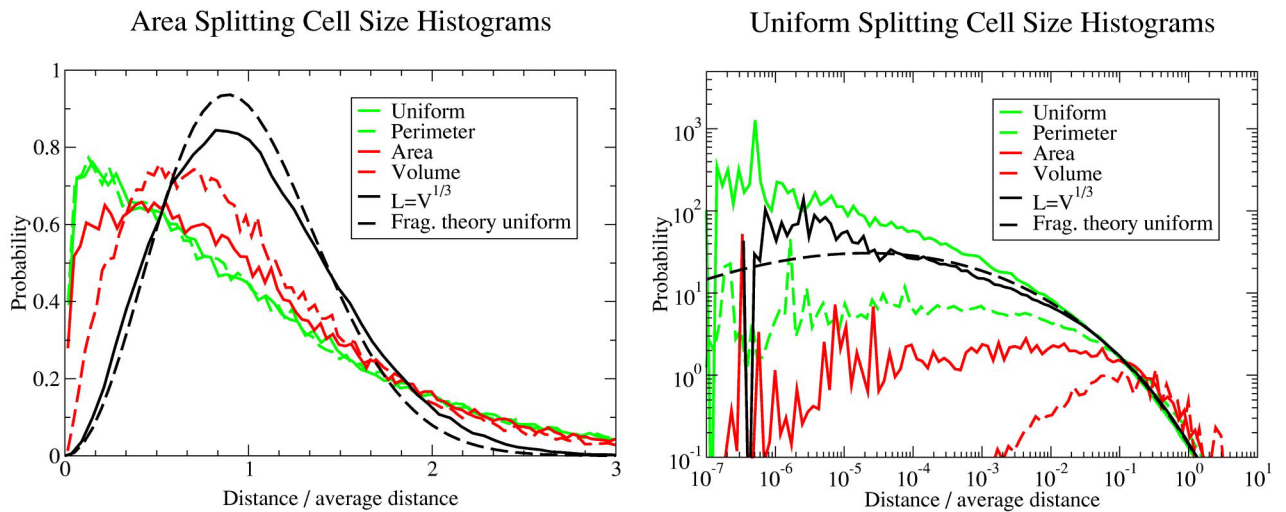 Area Splitting Cell Size Histograms
1
0.8
0.6
0.4
0.2
0
Probability
Uniform
Perimeter
Area
Volume
L=V^{1/3}
Frag. theory uniform
0 1 2 3
Distance / average distance
Uniform Splitting Cell Size Histograms
10^3
10^2
10^1
10^0
10^-1
Probability
Uniform
Perimeter
Area
Volume
L=V^{1/3}
Frag. theory uniform
10^-7 10^-6 10^-5 10^-4 10^-3 10^-2 10^-1 10^0 10^1
Distance / average distance